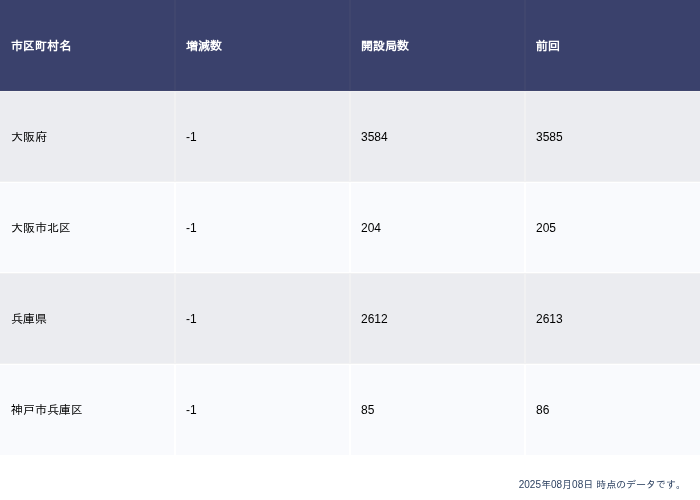 市区町村名 増減数 開設局数 前回
大阪府 -1 3584 3585
大阪市北区 -1 204 205
兵庫県 -1 2612 2613
神戸市兵庫区 -1 85 86
2025年08月08日 時点のデータです。